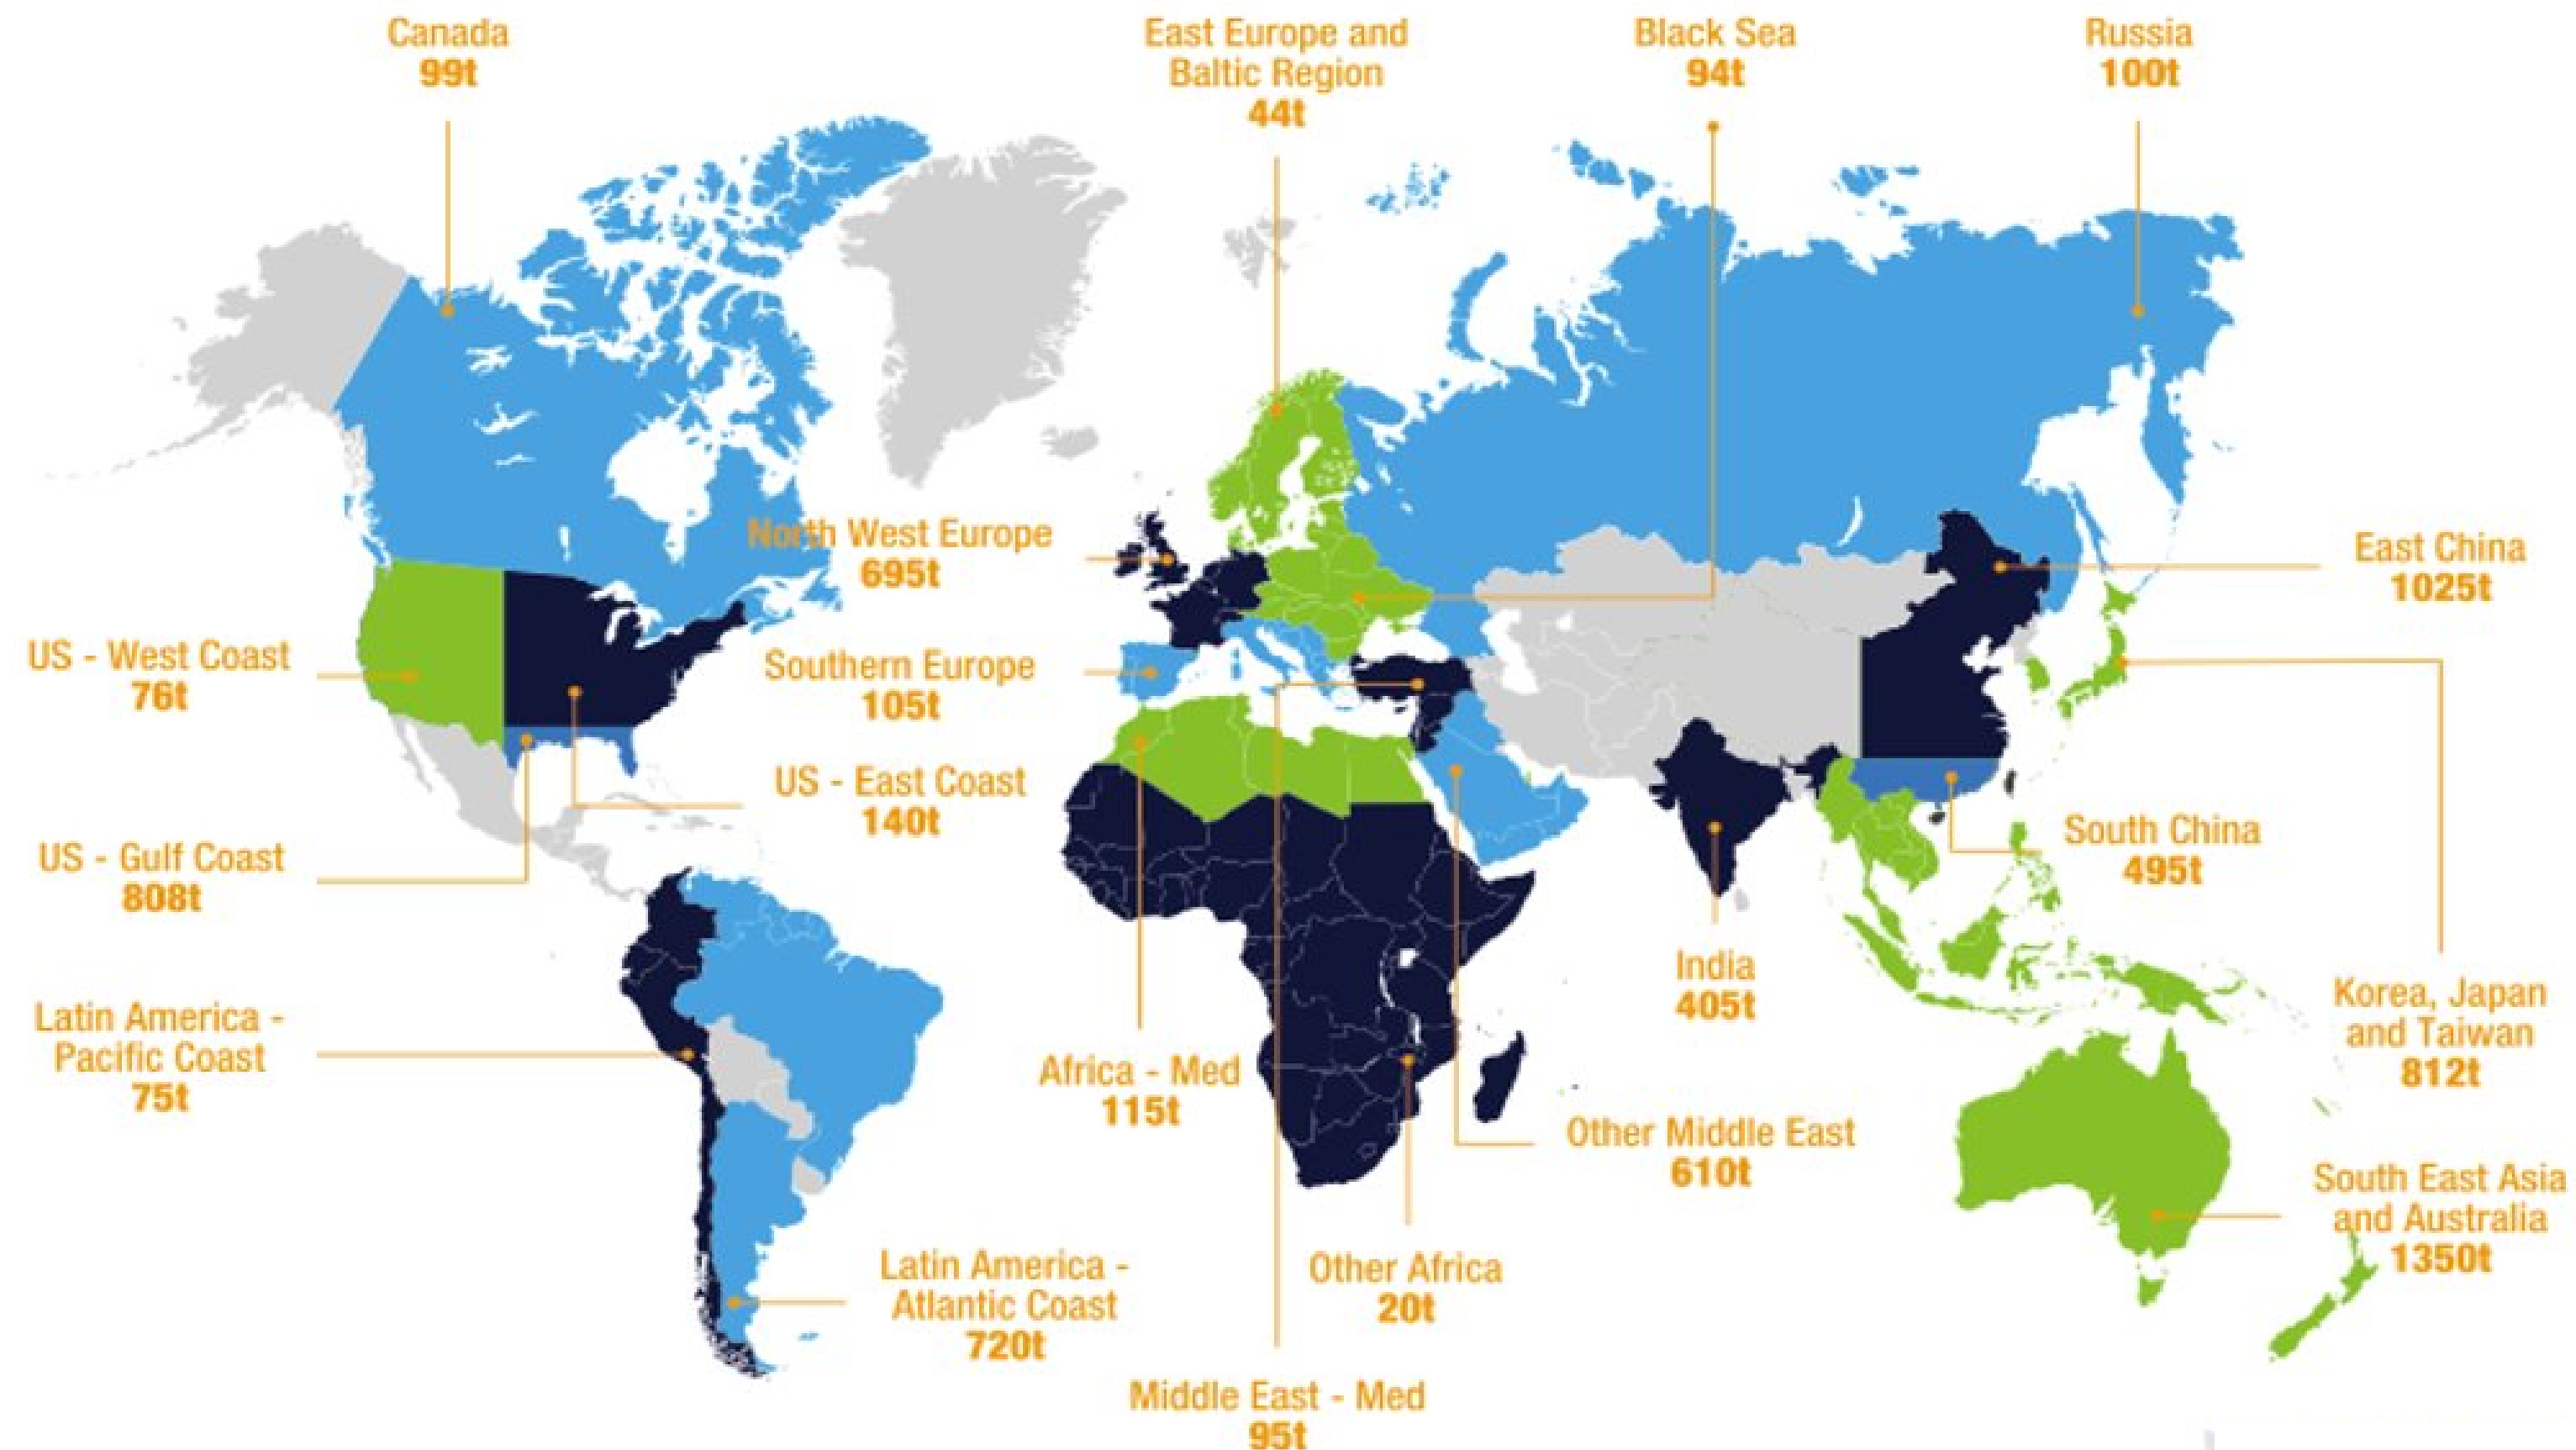 Canada
99t
East Europe and
Baltic Region
44t
Black Sea
94t
Russia
100t
North West Europe
695t
East China
1025t
US - West Coast
76t
Southern Europe
105t
US - East Coast
140t
US - Gulf Coast
808t
South China
495t
India
405t
Korea, Japan
and Taiwan
812t
Latin America -
Pacific Coast
75t
Africa - Med
115t
Other Middle East
610t
South East Asia
and Australia
1350t
Latin America -
Atlantic Coast
720t
Other Africa
20t
Middle East - Med
95t